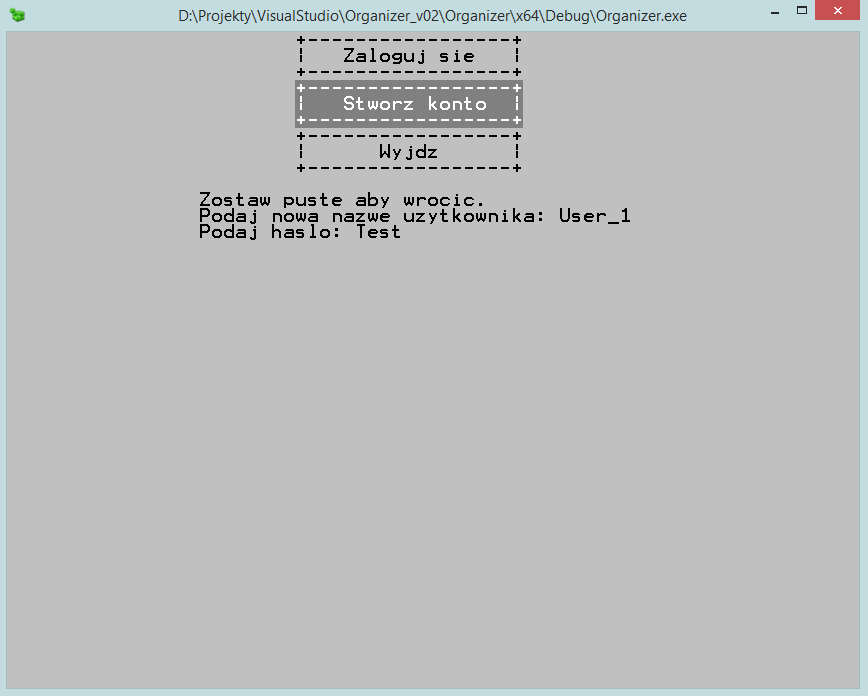 D:\Projekty\VisualStudio\Organizer_v02\Organizer\x64\Debug\Organizer.exe
Zaloguj sie
Stworz konto
Wyjdz
Zostaw puste aby wrocic.
Podaj nowa nazwe uzytkownika: User_1
Podaj haslo: Test